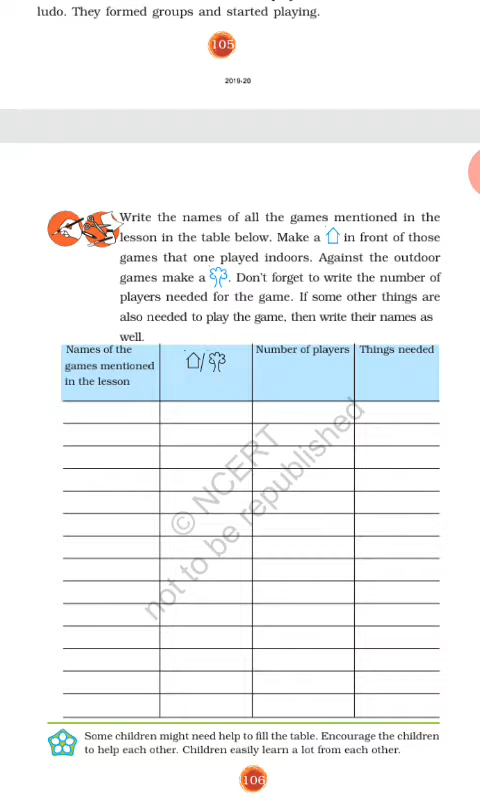 ludo. They formed groups and started playing.
105
2019-20
Write the names of all the games mentioned in the
lesson in the table below. Make a in front of those
games that one played indoors. Against the outdoor
games make a . Don't forget to write the number of
players needed for the game. If some other things are
also needed to play the game, then write their names as
well.
Names of the
games mentioned
in the lesson
/
Number of players
Things needed
© NCERT
not to be republished
Some children might need help to fill the table. Encourage the children
to help each other. Children easily learn a lot from each other.
106